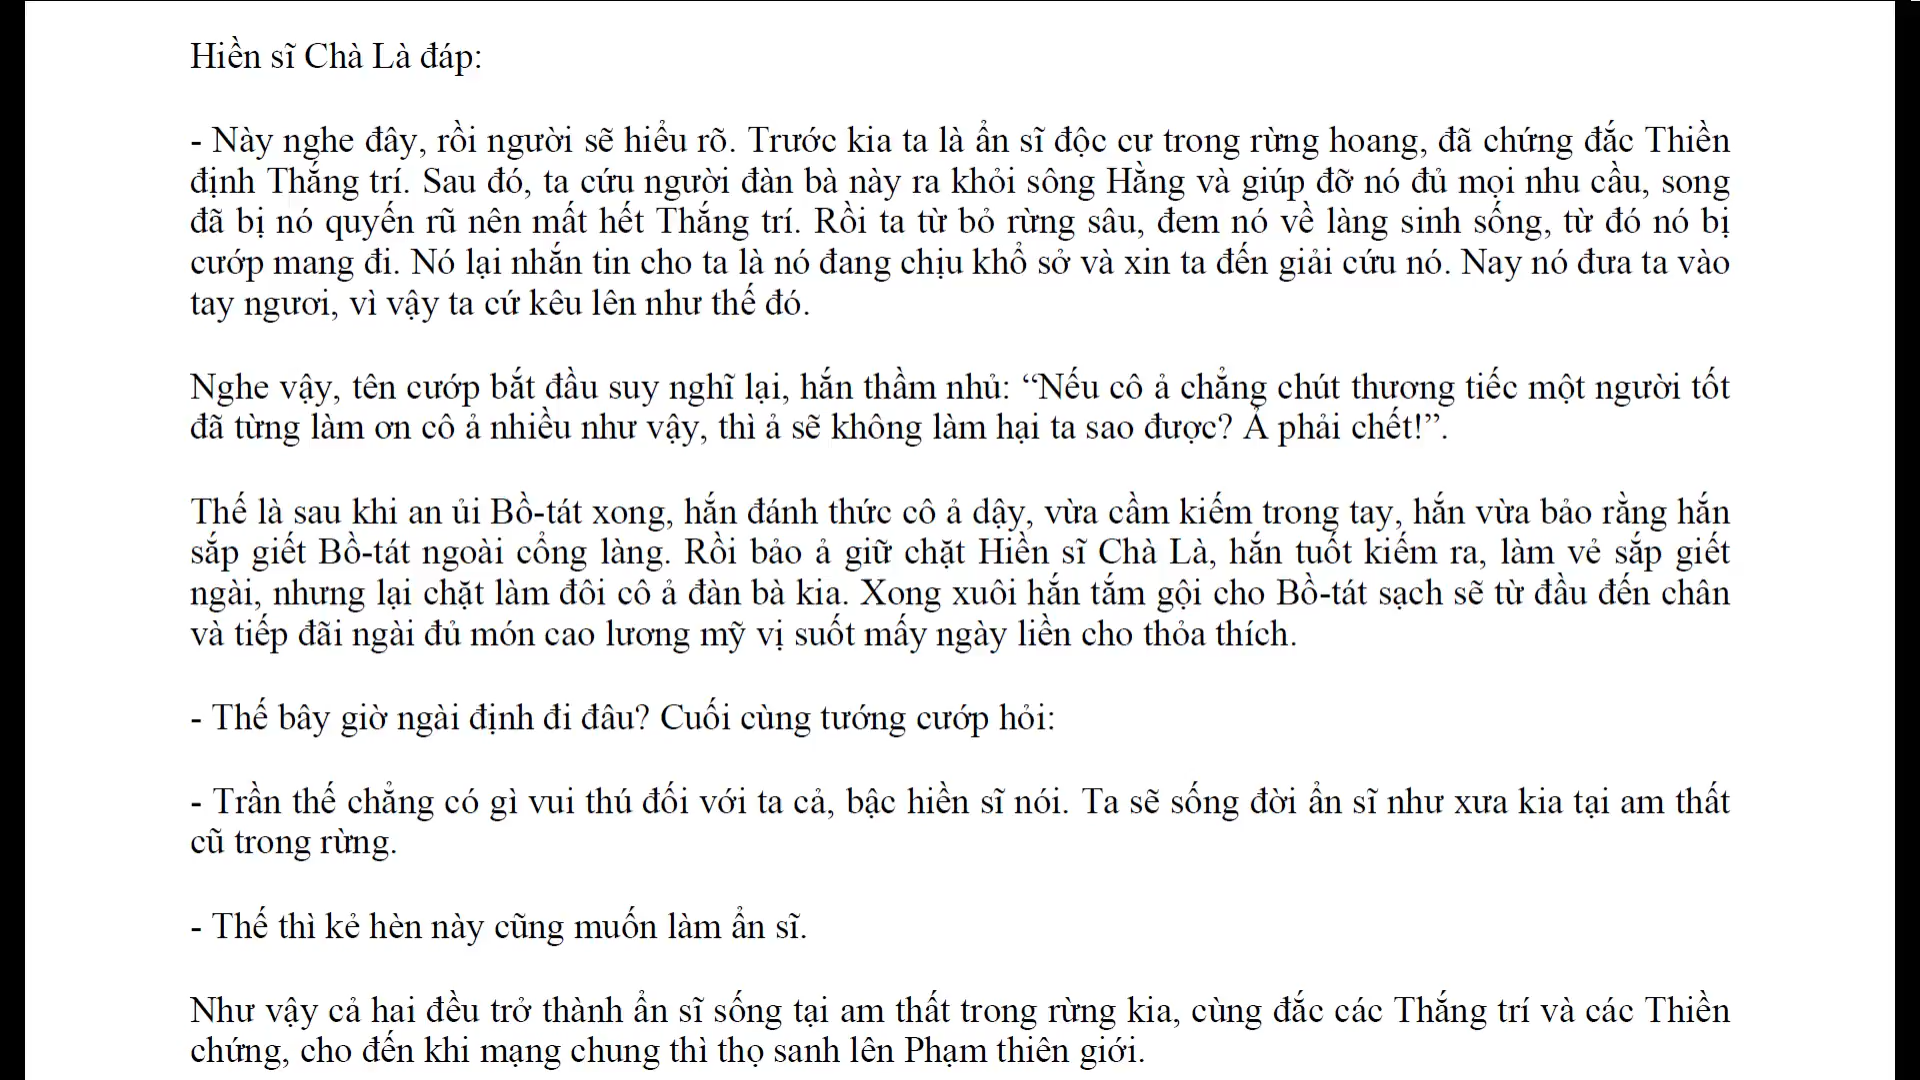 Hiền sĩ Chà Là đáp:
- Này nghe đây, rồi người sẽ hiểu rõ. Trước kia ta là ẩn sĩ độc cư trong rừng hoang, đã chứng đắc Thiền
định Thắng trí. Sau đó, ta cứu người đàn bà này ra khỏi sông Hằng và giúp đỡ nó đủ mọi nhu cầu, song
đã bị nó quyến rũ nên mất hết Thắng trí. Rồi ta từ bỏ rừng sâu, đem nó về làng sinh sống, từ đó nó bị
cướp mang đi. Nó lại nhắn tin cho ta là nó đang chịu khổ sở và xin ta đến giải cứu nó. Nay nó đưa ta vào
tay ngươi, vì vậy ta cứ kêu lên như thế đó.
Nghe vậy, tên cướp bắt đầu suy nghĩ lại, hắn thầm nhủ: “Nếu cô ả chẳng chút thương tiếc một người tốt
đã từng làm ơn cô ả nhiều như vậy, thì ả sẽ không làm hại ta sao được? Ả phải chết!”.
Thế là sau khi an ủi Bồ-tát xong, hắn đánh thức cô ả dậy, vừa cầm kiếm trong tay, hắn vừa bảo rằng hắn
sắp giết Bồ-tát ngoài cổng làng. Rồi bảo ả giữ chặt Hiền sĩ Chà Là, hắn tuốt kiếm ra, làm vẻ sắp giết
ngài, nhưng lại chặt làm đôi cô ả đàn bà kia. Xong xuôi hắn tắm gội cho Bồ-tát sạch sẽ từ đầu đến chân
và tiếp đãi ngài đủ món cao lương mỹ vị suốt mấy ngày liền cho thỏa thích.
- Thế bây giờ ngài định đi đâu? Cuối cùng tướng cướp hỏi:
- Trần thế chẳng có gì vui thú đối với ta cả, bậc hiền sĩ nói. Ta sẽ sống đời ẩn sĩ như xưa kia tại am thất
cũ trong rừng.
- Thế thì kẻ hèn này cũng muốn làm ẩn sĩ.
Như vậy cả hai đều trở thành ẩn sĩ sống tại am thất trong rừng kia, cùng đắc các Thắng trí và các Thiền
chứng, cho đến khi mạng chung thì thọ sanh lên Phạm thiên giới.